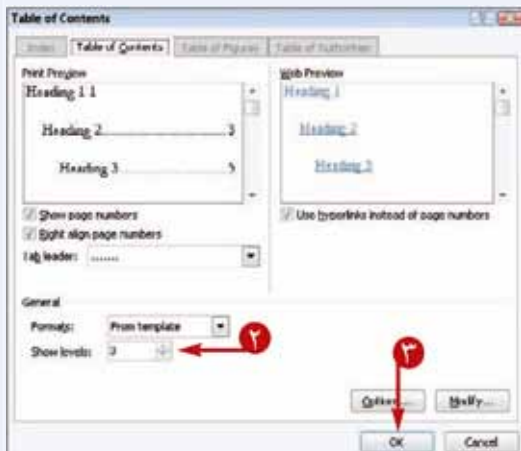 Table of Contents
Index Table of Contents Table of Figures Table of Authorities
Print Preview Web Preview
Heading 1 1 Heading 1
Heading 2 3 Heading 2
Heading 3 5 Heading 3
Show page numbers Use hyperlinks instead of page numbers
Right align page numbers
Tab leader: .......
General
Formats: From template
Show levels: 3 ٢
٣
Options... Modify...
OK Cancel